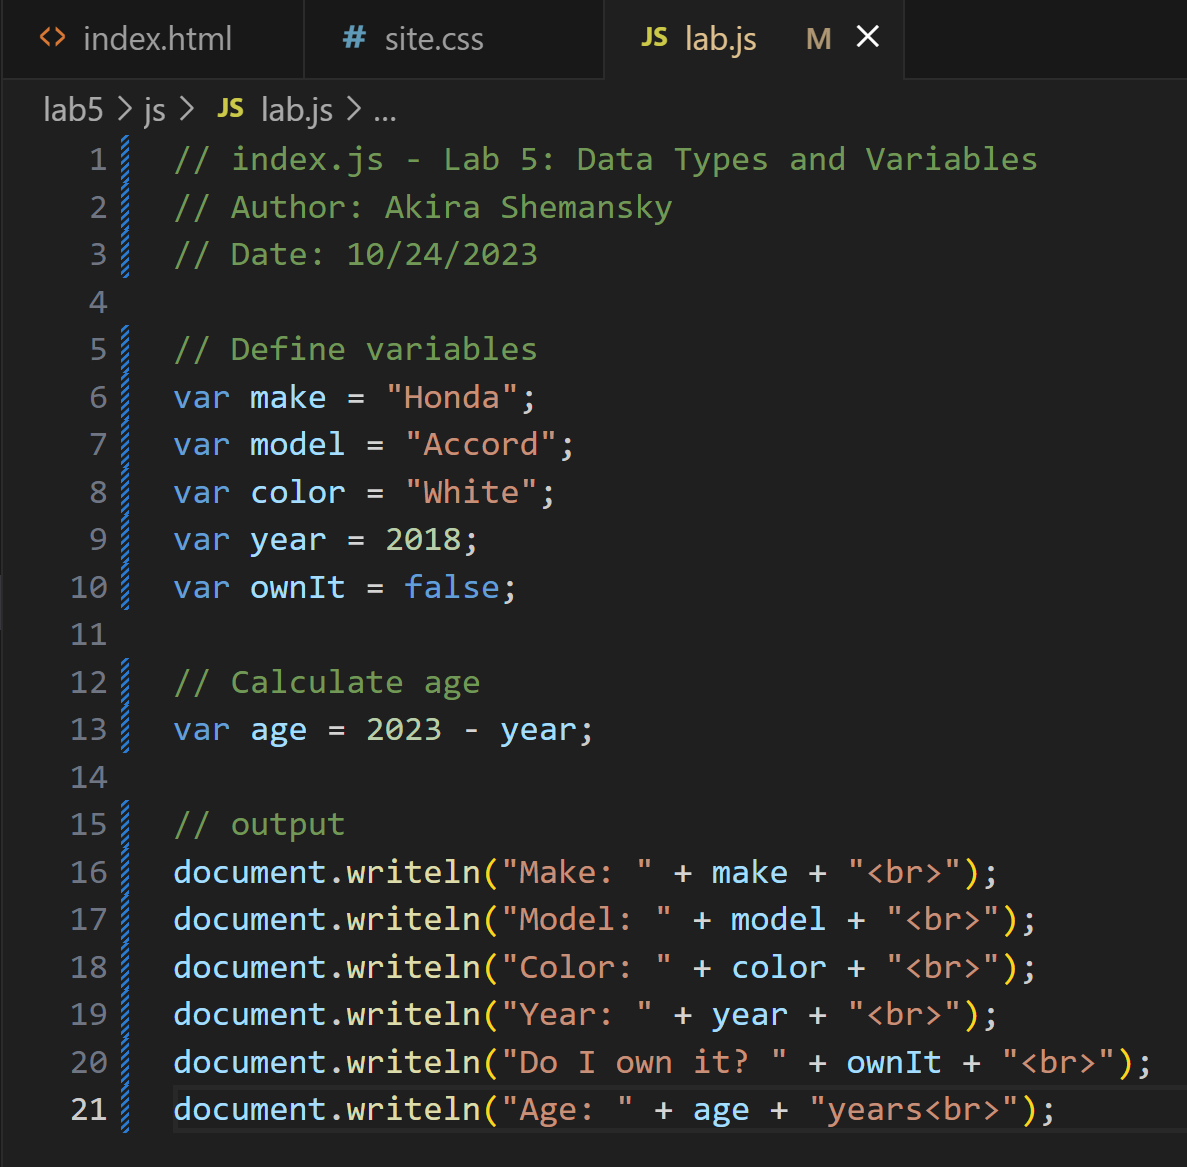 <> index.html # site.css JS lab.js M ×
lab5 > js > JS lab.js > ...
1 // index.js - Lab 5: Data Types and Variables
2 // Author: Akira Shemansky
3 // Date: 10/24/2023
4
5 // Define variables
6 var make = "Honda";
7 var model = "Accord";
8 var color = "White";
9 var year = 2018;
10 var ownIt = false;
11
12 // Calculate age
13 var age = 2023 - year;
14
15 // output
16 document.writeln("Make: " + make + "<br>");
17 document.writeln("Model: " + model + "<br>");
18 document.writeln("Color: " + color + "<br>");
19 document.writeln("Year: " + year + "<br>");
20 document.writeln("Do I own it? " + ownIt + "<br>");
21 document.writeln("Age: " + age + "years<br>");